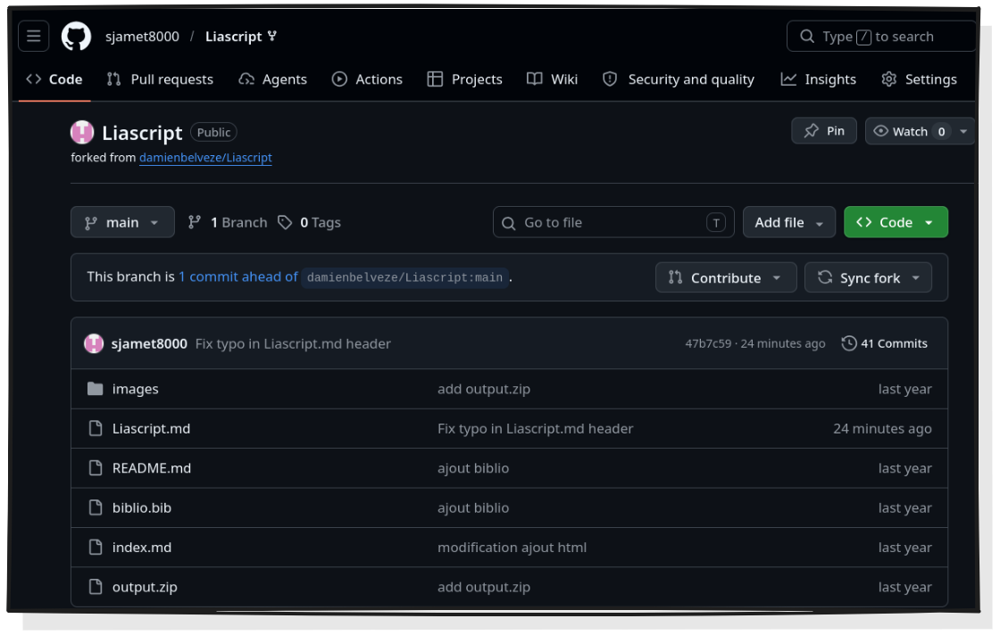 sjamet8000 / Liascript Type / to search
Code Pull requests Agents Actions Projects Wiki Security and quality Insights Settings
Liascript Public Pin Watch 0
forked from damienbelveze/Liascript
main 1 Branch 0 Tags Go to file T Add file Code
This branch is 1 commit ahead of damienbelveze/Liascript:main . Contribute Sync fork
sjamet8000 Fix typo in Liascript.md header 47b7c59 · 24 minutes ago 41 Commits
images add output.zip last year
Liascript.md Fix typo in Liascript.md header 24 minutes ago
README.md ajout biblio last year
biblio.bib ajout biblio last year
index.md modification ajout html last year
output.zip add output.zip last year